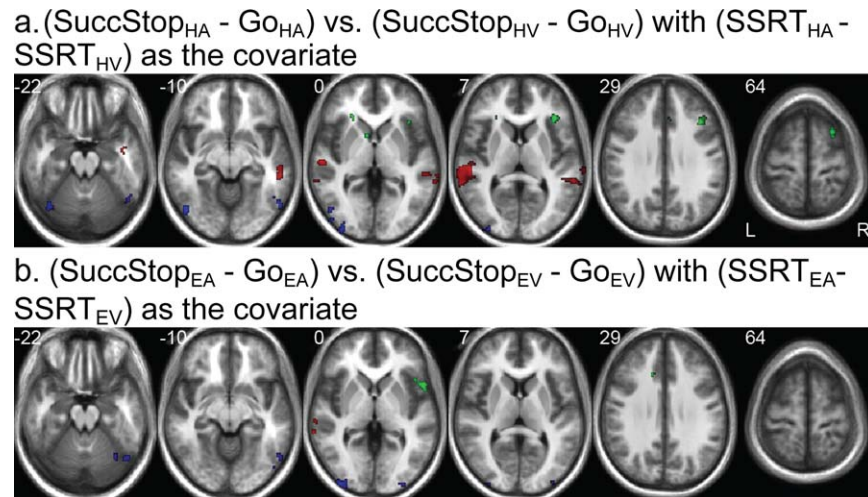 a. (SuccStopHA - GoHA) vs. (SuccStopHV - GoHV) with (SSRTHA -
SSRTHV) as the covariate
-22 -10 0 7 29 64
L R
b. (SuccStopEA - GoEA) vs. (SuccStopEV - GoEV) with (SSRTEA-
SSRTEV) as the covariate
-22 -10 0 7 29 64